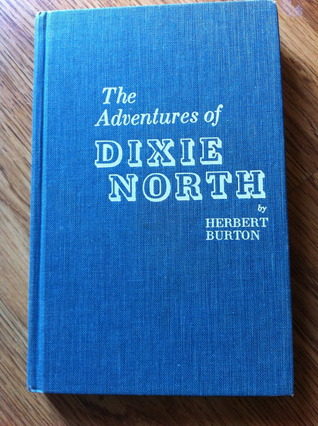 The
Adventures of
DIXIE
NORTH
by
HERBERT
BURTON